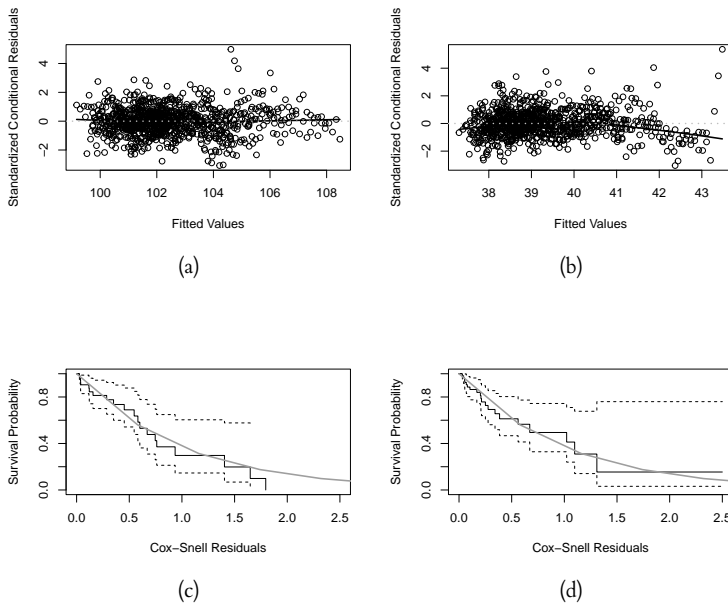 Standardized Conditional Residuals
4
2
0
−2
100 102 104 106 108
Fitted Values
(a)
Standardized Conditional Residuals
4
2
0
−2
38 39 40 41 42 43
Fitted Values
(b)
Survival Probability
0.8
0.4
0.0
0.0 0.5 1.0 1.5 2.0 2.5
Cox−Snell Residuals
(c)
Survival Probability
0.8
0.4
0.0
0.0 0.5 1.0 1.5 2.0 2.5
Cox−Snell Residuals
(d)